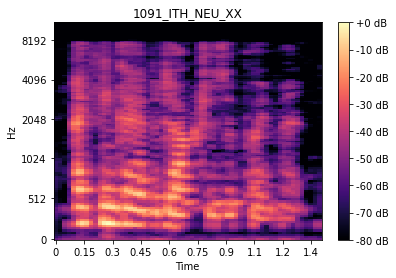 1091_ITH_NEU_XX
+0 dB
8192
-10 dB
4096
-20 dB
-30 dB
2048
Hz
-40 dB
1024
-50 dB
-60 dB
512
-70 dB
0
-80 dB
0 0.15 0.3 0.45 0.6 0.75 0.9 1.1 1.2 1.4
Time